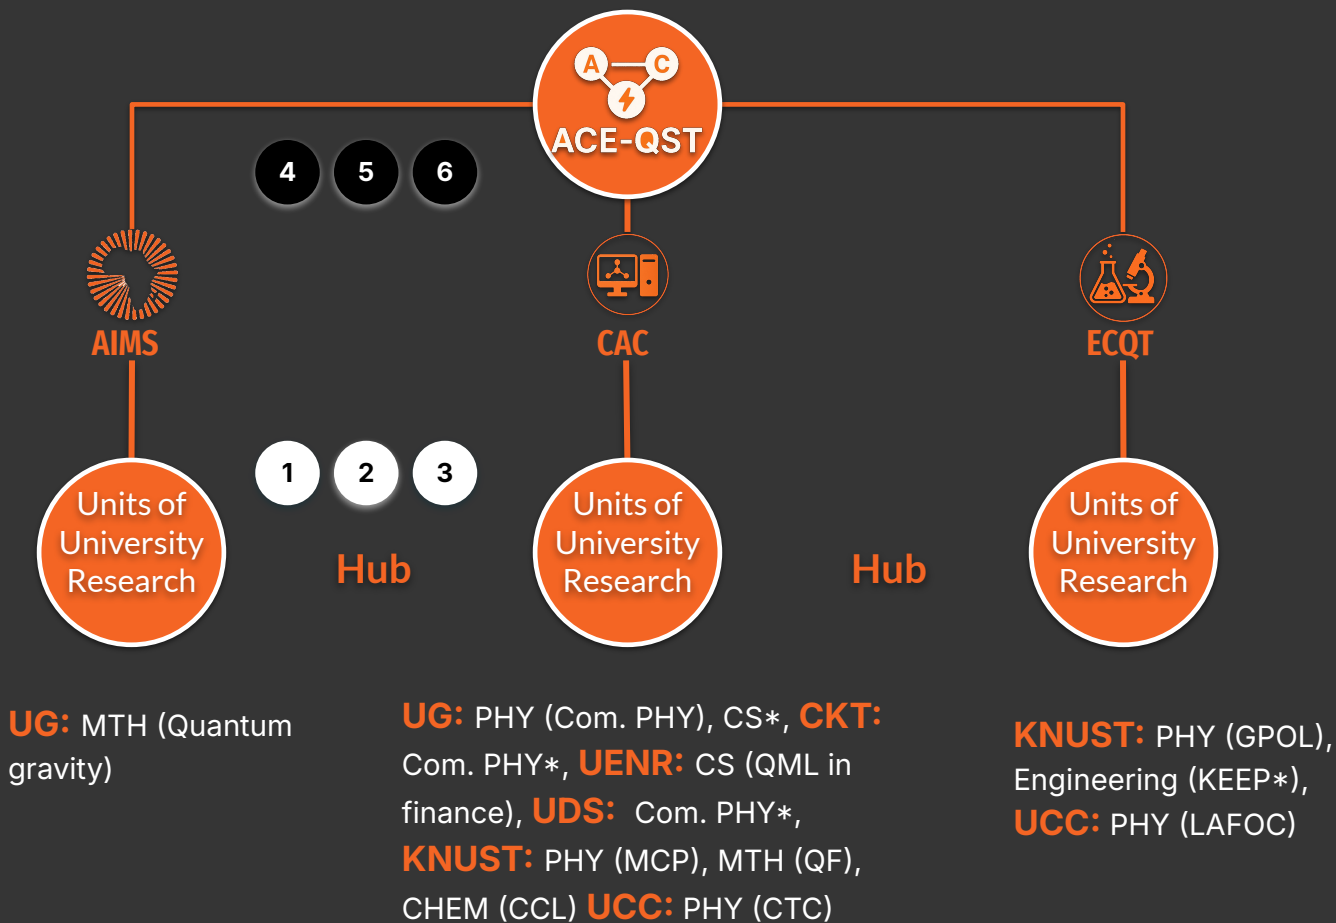 A C
ACE-QST
4 5 6
AIMS
CAC
ECQT
1 2 3
Units of
University
Research
Hub
Units of
University
Research
Hub
Units of
University
Research
UG: MTH (Quantum
gravity)
UG: PHY (Com. PHY), CS*, CKT:
Com. PHY*, UENR: CS (QML in
finance), UDS: Com. PHY*,
KNUST: PHY (MCP), MTH (QF),
CHEM (CCL) UCC: PHY (CTC)
KNUST: PHY (GPOL),
Engineering (KEEP*),
UCC: PHY (LAFOC)